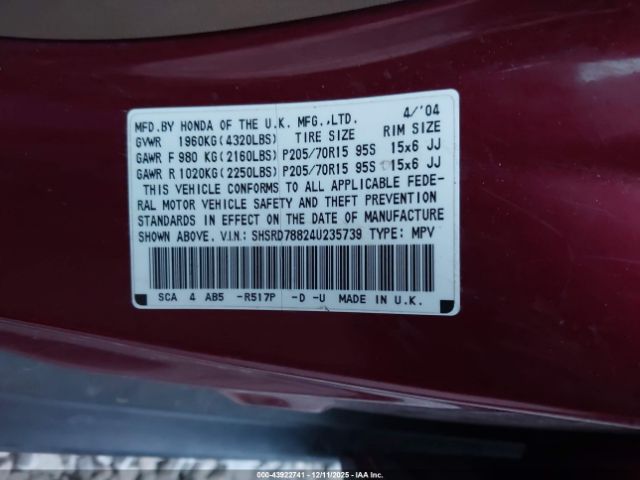 MFD.BY HONDA OF THE U.K. MFG.,LTD. 4/'04
GVWR 1960KG(4320LBS) TIRE SIZE RIM SIZE
GAWR F 980 KG(2160LBS) P205/70R15 95S 15x6 JJ
GAWR R 1020KG(2250LBS) P205/70R15 95S 15x6 JJ
THIS VEHICLE CONFORMS TO ALL APPLICABLE FEDE-
RAL MOTOR VEHICLE SAFETY AND THEFT PREVENTION
STANDARDS IN EFFECT ON THE DATE OF MANUFACTURE
SHOWN ABOVE. V.I.N: SHSRD78824U235739 TYPE: MPV
SCA 4 AB5 -R517P -D -U MADE IN U.K.
000-43922741 - 12/11/2025 - IAA Inc.